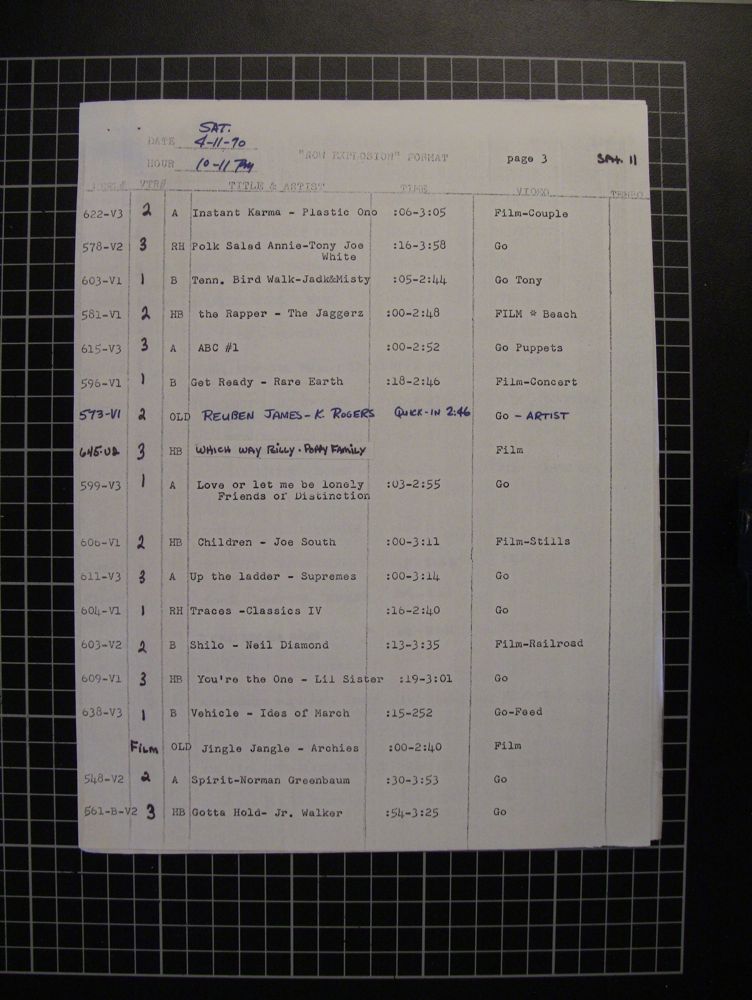 SAT.
DATE 4-11-70
HOUR 10-11 PM "NOW EXPLOSION" FORMAT page 3 SAT. 11
VTR# TITLE & ARTIST TIME VIDEO TEMPO
622-V3 2 A Instant Karma - Plastic Ono :06-3:05 Film-Couple
578-V2 3 RH Polk Salad Annie-Tony Joe :16-3:58 Go
White
603-V1 1 B Tenn. Bird Walk-Jadk&Misty :05-2:44 Go Tony
581-V1 2 HB the Rapper - The Jaggerz :00-2:48 FILM * Beach
615-V3 3 A ABC #1 :00-2:52 Go Puppets
596-V1 1 B Get Ready - Rare Earth :18-2:46 Film-Concert
573-V1 2 OLD REUBEN JAMES - K. ROGERS QUICK-IN 2:46 Go - ARTIST
645-V2 3 HB WHICH WAY BILLY - POPPY FAMILY Film
599-V3 1 A Love or let me be lonely :03-2:55 Go
Friends of Distinction
606-V1 2 HB Children - Joe South :00-3:11 Film-Stills
611-V3 3 A Up the ladder - Supremes :00-3:14 Go
604-V1 1 RH Traces -Classics IV :16-2:40 Go
603-V2 2 B Shilo - Neil Diamond :13-3:35 Film-Railroad
609-V1 3 HB You're the One - Lil Sister :19-3:01 Go
638-V3 1 B Vehicle - Ides of March :15-252 Go-Feed
FILM OLD Jingle Jangle - Archies :00-2:40 Film
548-V2 2 A Spirit-Norman Greenbaum :30-3:53 Go
561-B-V2 3 HB Gotta Hold- Jr. Walker :54-3:25 Go